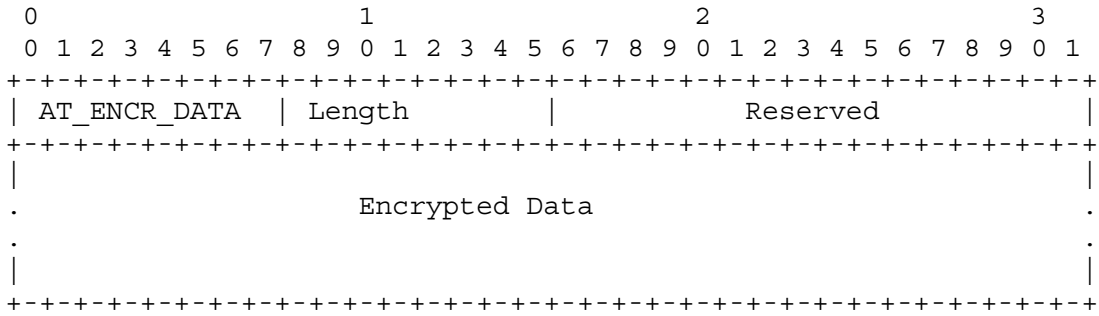 0                   1                   2                   3
 0 1 2 3 4 5 6 7 8 9 0 1 2 3 4 5 6 7 8 9 0 1 2 3 4 5 6 7 8 9 0 1
+-+-+-+-+-+-+-+-+-+-+-+-+-+-+-+-+-+-+-+-+-+-+-+-+-+-+-+-+-+-+-+-+
| AT_ENCR_DATA  | Length        |           Reserved            |
+-+-+-+-+-+-+-+-+-+-+-+-+-+-+-+-+-+-+-+-+-+-+-+-+-+-+-+-+-+-+-+-+
|                                                               |
.                    Encrypted Data                             .
.                                                               .
|                                                               |
+-+-+-+-+-+-+-+-+-+-+-+-+-+-+-+-+-+-+-+-+-+-+-+-+-+-+-+-+-+-+-+-+